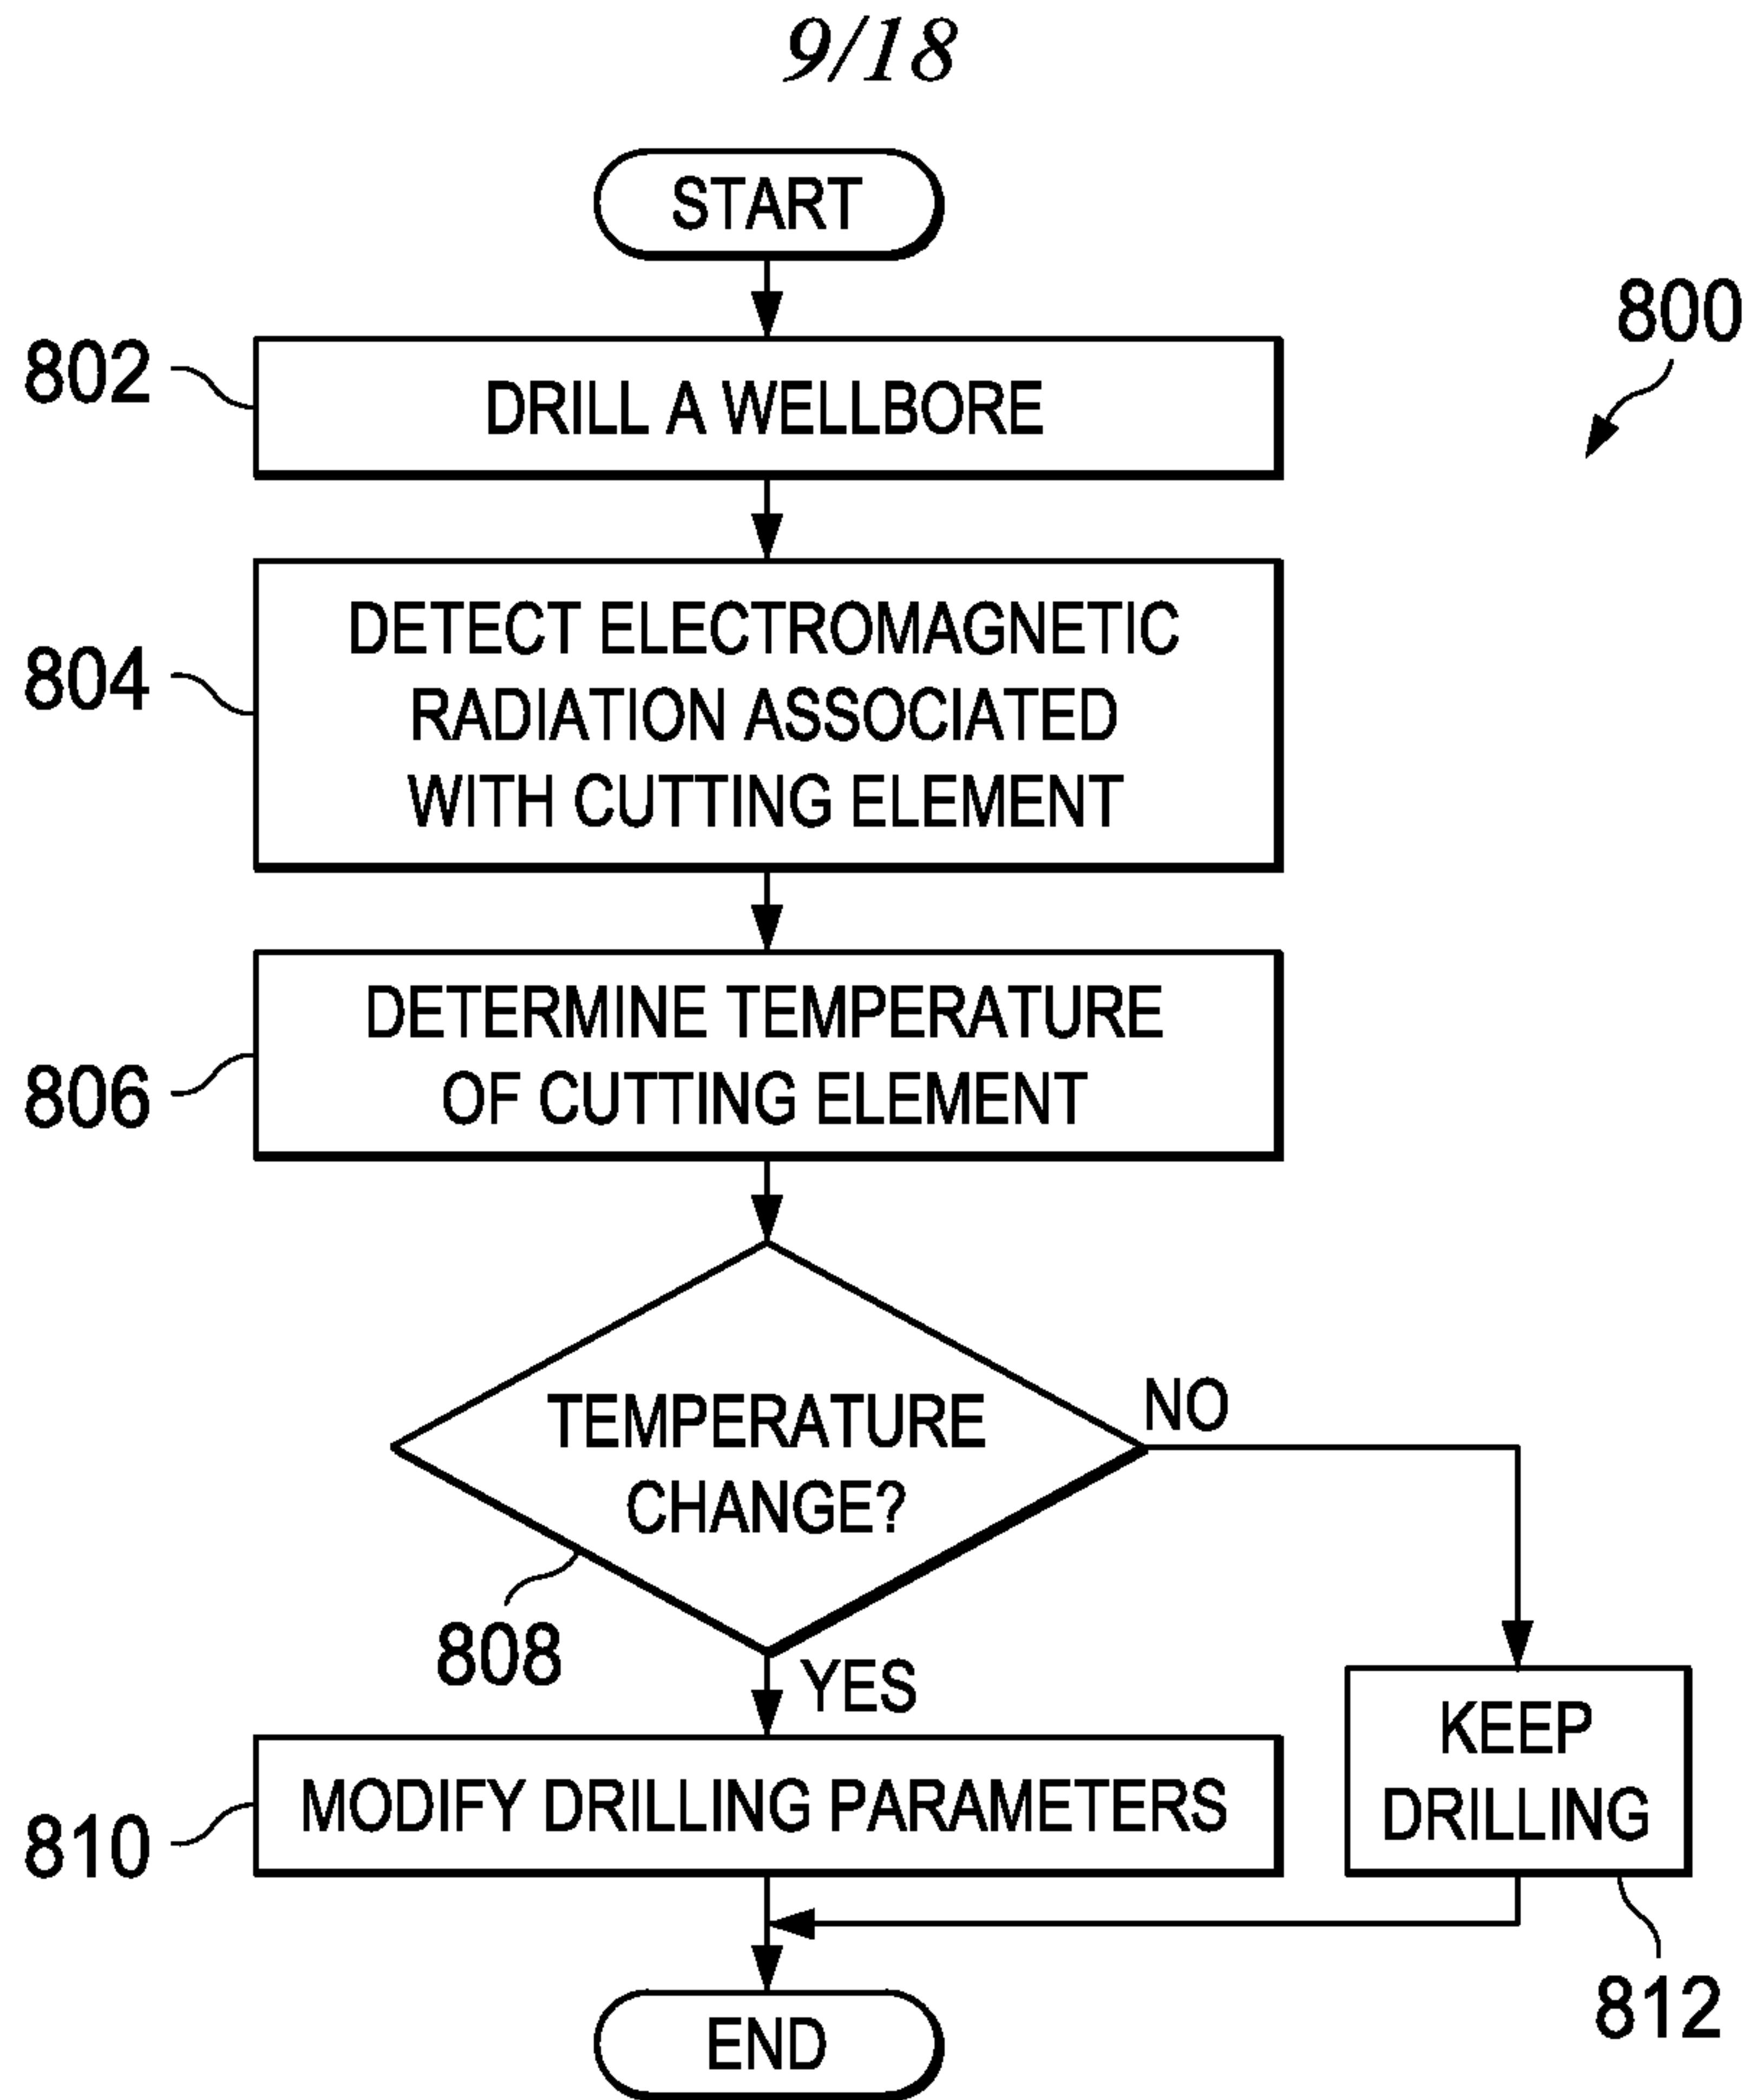 9/18
START
800
802
DRILL A WELLBORE
804
DETECT ELECTROMAGNETIC
RADIATION ASSOCIATED
WITH CUTTING ELEMENT
806
DETERMINE TEMPERATURE
OF CUTTING ELEMENT
TEMPERATURE
CHANGE?
NO
808
YES
810
MODIFY DRILLING PARAMETERS
KEEP
DRILLING
812
END